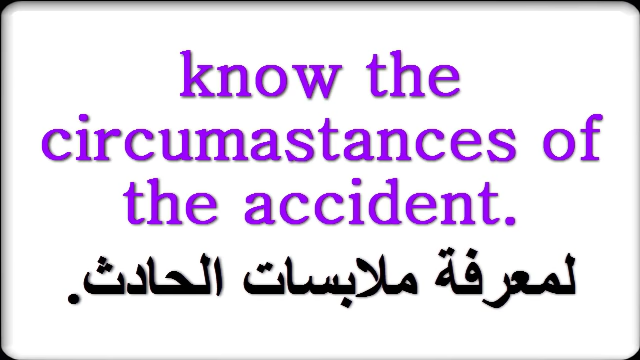 know the
circumastances of
the accident.
لمعرفة ملابسات الحادث.